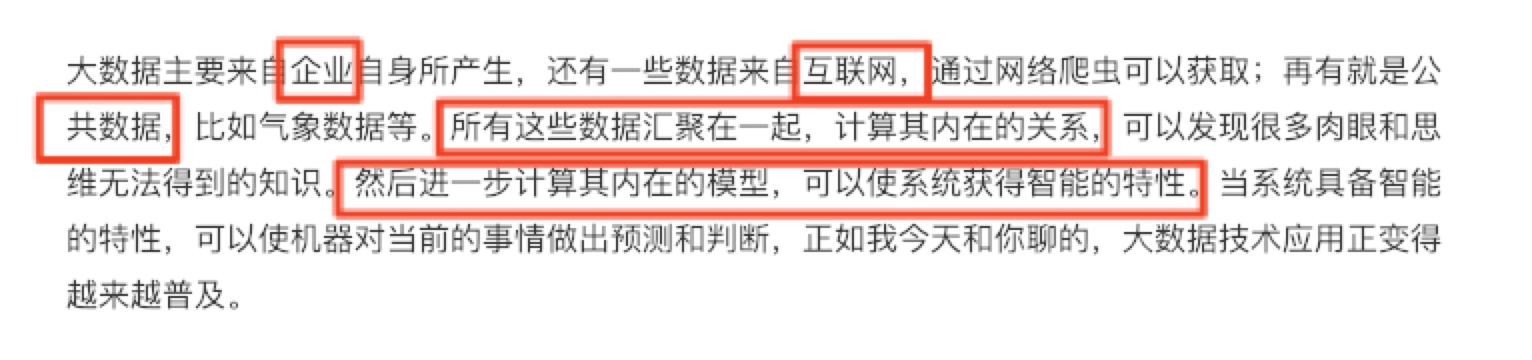 大数据主要来自企业自身所产生，还有一些数据来自互联网，通过网络爬虫可以获取；再有就是公
共数据，比如气象数据等。所有这些数据汇聚在一起，计算其内在的关系，可以发现很多肉眼和思
维无法得到的知识。然后进一步计算其内在的模型，可以使系统获得智能的特性。当系统具备智能
的特性，可以使机器对当前的事情做出预测和判断，正如我今天和你聊的，大数据技术应用正变得
越来越普及。